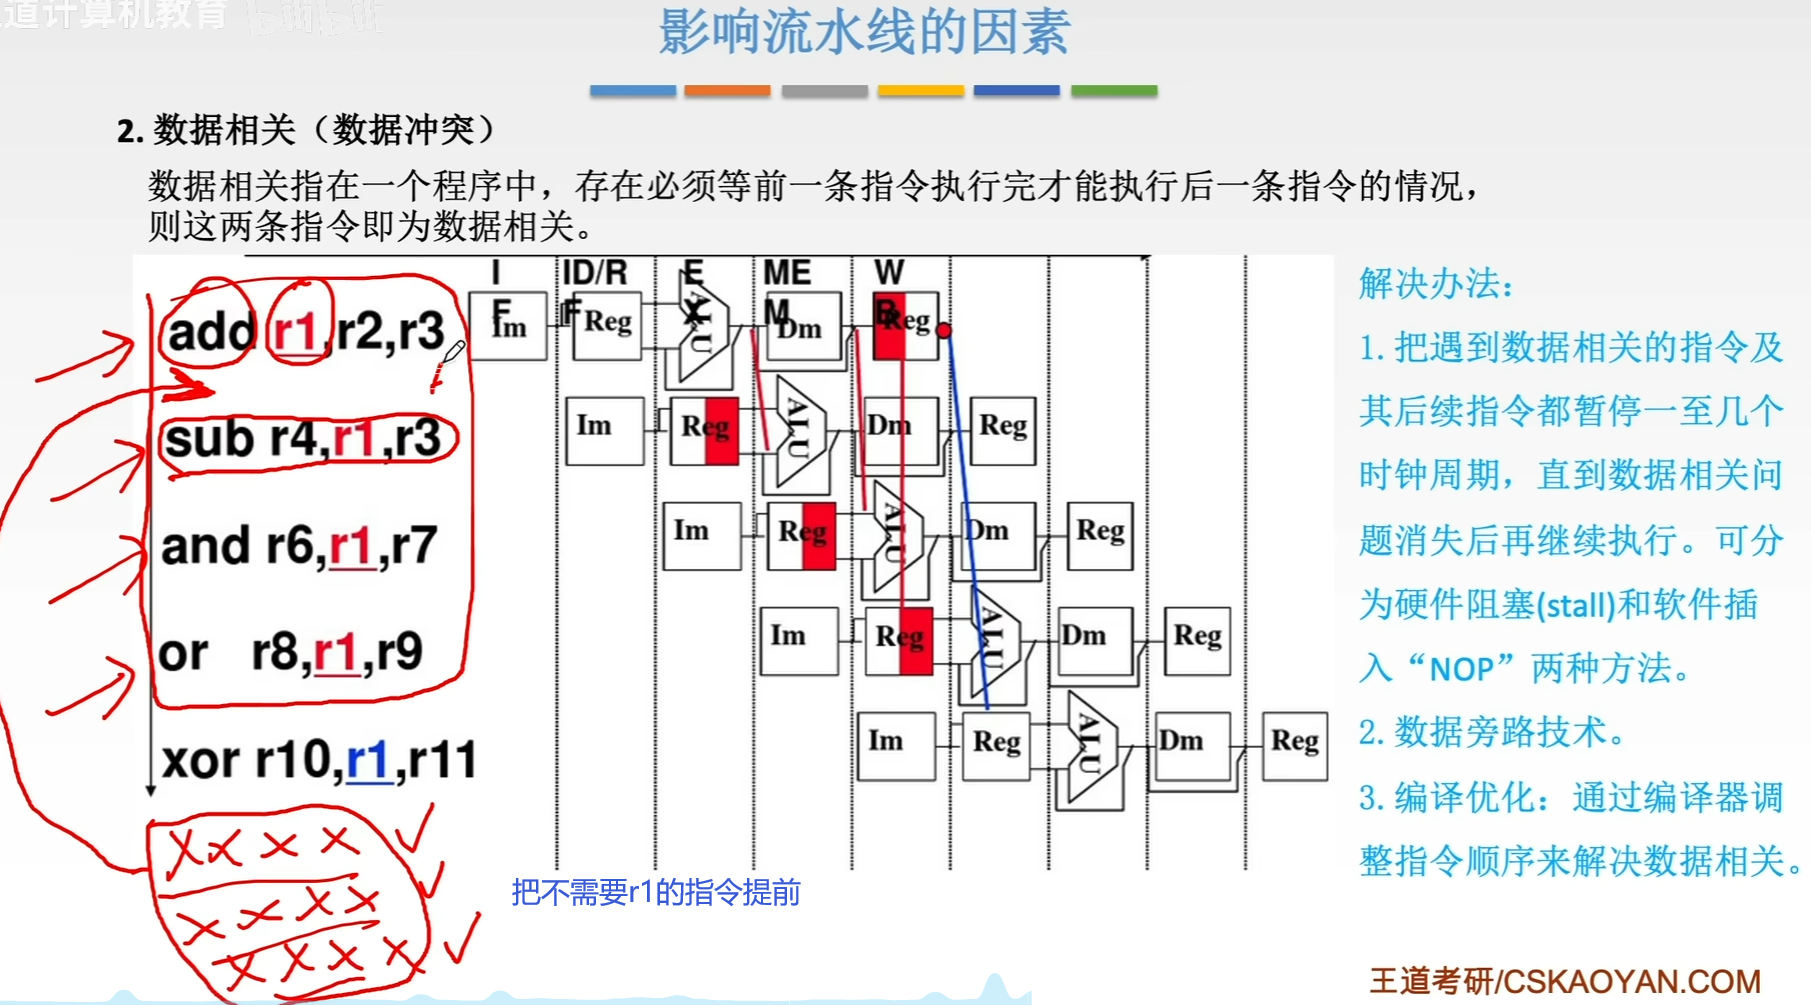 道计算机教育 bilibili
影响流水线的因素
2. 数据相关（数据冲突）
数据相关指在一个程序中，存在必须等前一条指令执行完才能执行后一条指令的情况，
则这两条指令即为数据相关。
IF ID/RF EX MEM WB
add r1,r2,r3
Im Reg ALU Dm Reg
sub r4,r1,r3
Im Reg ALU Dm Reg
and r6,r1,r7
Im Reg ALU Dm Reg
or r8,r1,r9
Im Reg ALU Dm Reg
xor r10,r1,r11
Im Reg ALU Dm Reg
把不需要r1的指令提前
解决办法：
1. 把遇到数据相关的指令及
其后续指令都暂停一至几个
时钟周期，直到数据相关问
题消失后再继续执行。可分
为硬件阻塞(stall)和软件插
入“NOP”两种方法。
2. 数据旁路技术。
3. 编译优化：通过编译器调
整指令顺序来解决数据相关。
王道考研/CSKAOYAN.COM